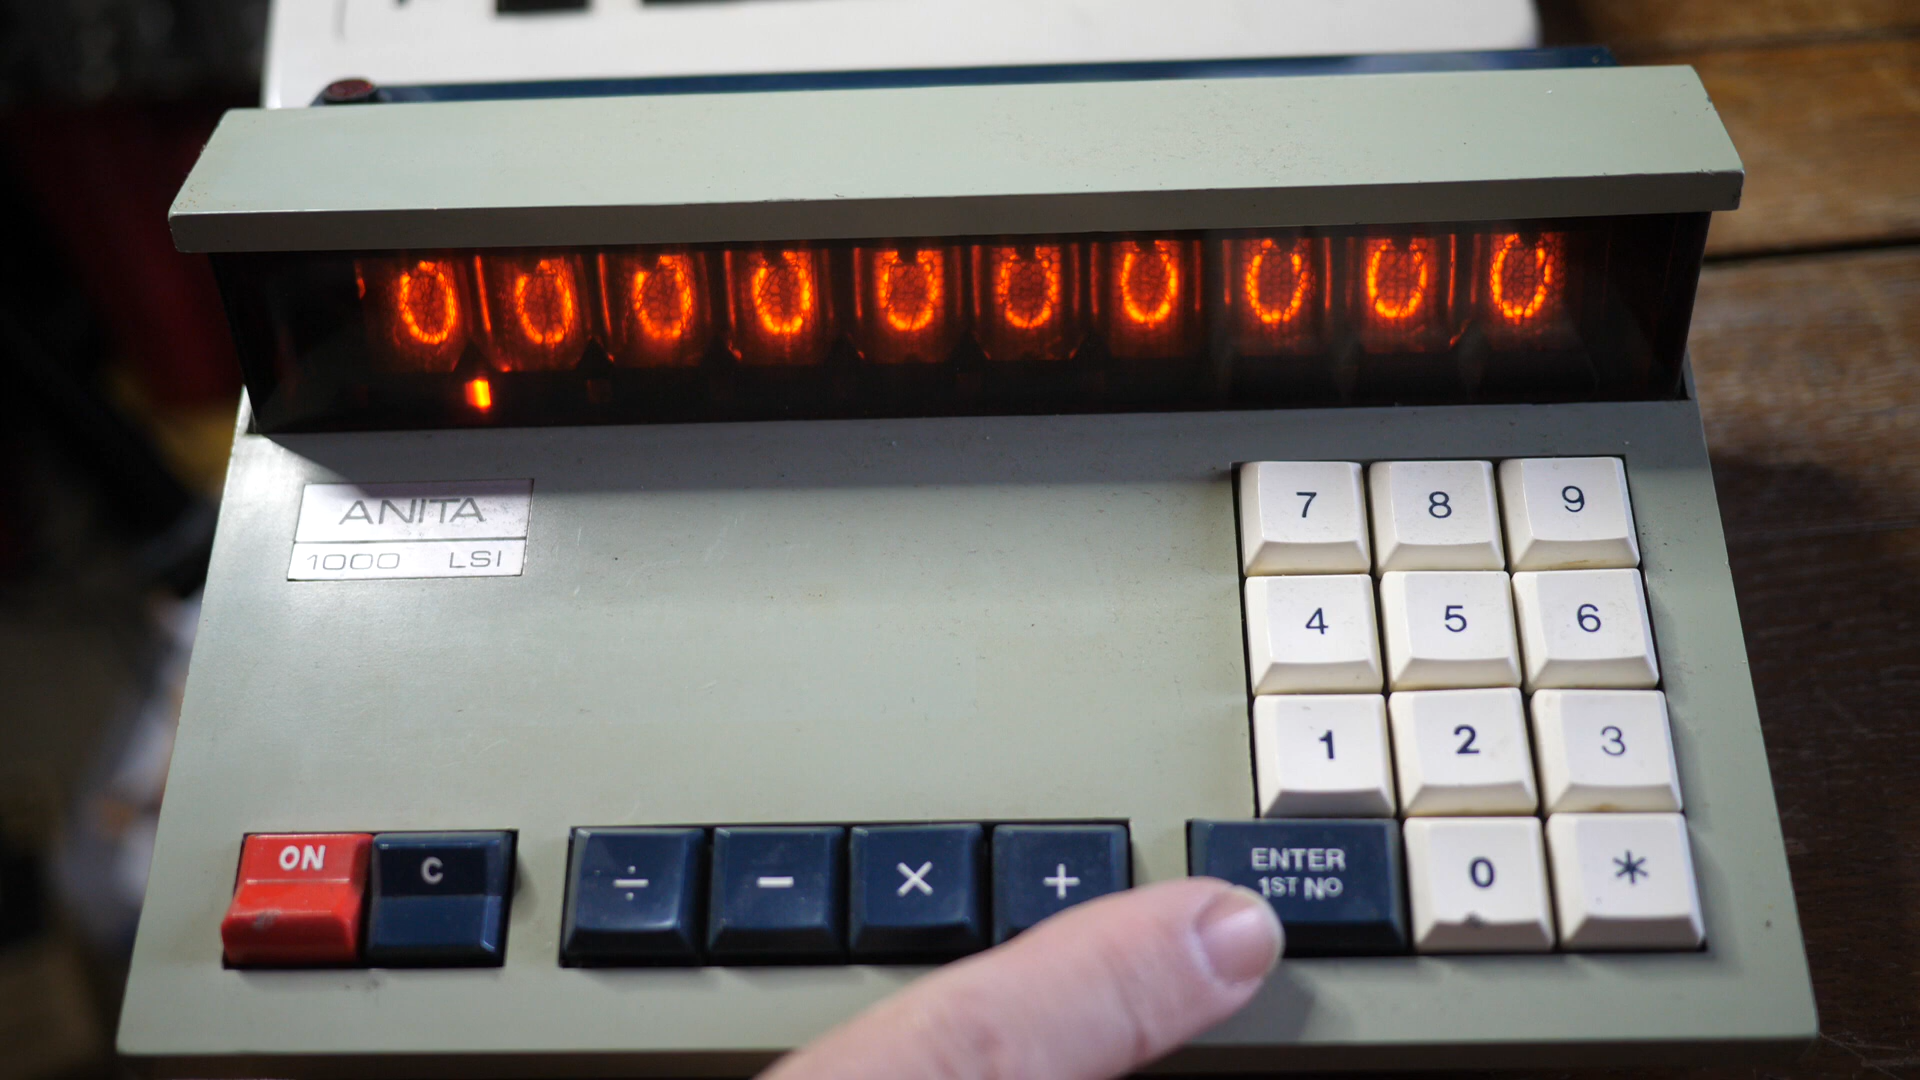 0000000000
ANITA
1000 LSI
7 8 9
4 5 6
1 2 3
ON C ÷ − × + ENTER 0 *
1ST NO